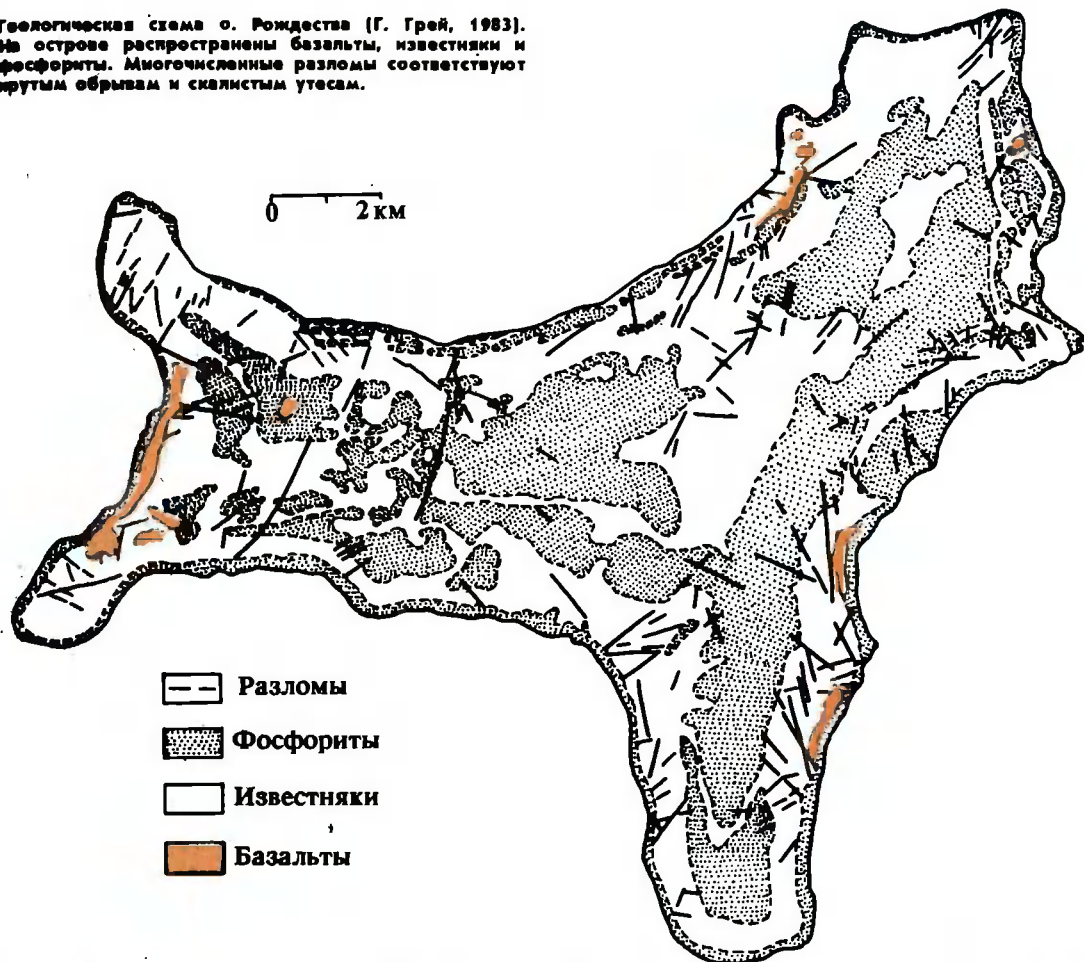 Геологическая схема о. Рождества (Г. Грей, 1983).
На острове распространены базальты, известняки и
фосфориты. Многочисленные разломы соответствуют
крутым обрывам и скалистым утесам.
0 2 км
Разломы
Фосфориты
Известняки
Базальты